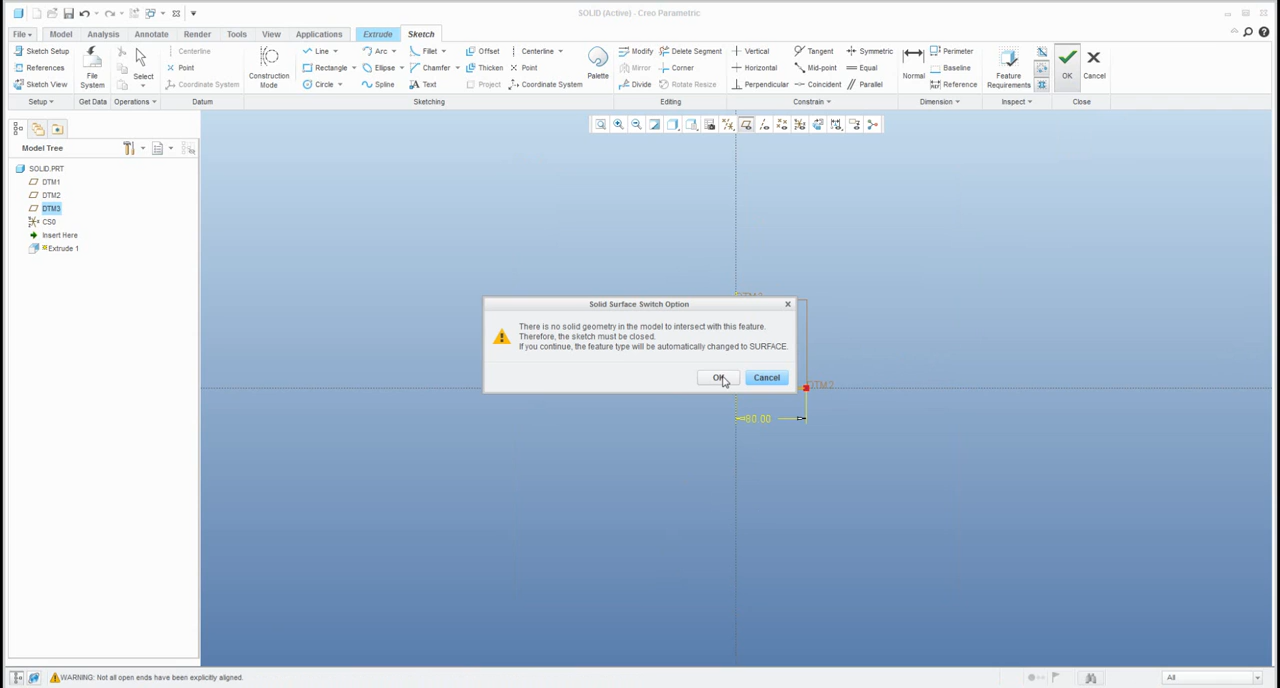 SOLID (Active) - Creo Parametric
File
Model
Analysis
Annotate
Render
Tools
View
Applications
Extrude
Sketch
Sketch Setup
References
Sketch View
Setup
File System
Get Data
Select
Operations
Centerline
Point
Coordinate System
Datum
Construction Mode
Line
Rectangle
Circle
Arc
Ellipse
Spline
Fillet
Chamfer
Text
Offset
Thicken
Project
Centerline
Point
Coordinate System
Palette
Sketching
Modify
Mirror
Divide
Delete Segment
Corner
Rotate Resize
Editing
Vertical
Horizontal
Perpendicular
Tangent
Mid-point
Coincident
Symmetric
Equal
Parallel
Constrain
Normal
Perimeter
Baseline
Reference
Dimension
Feature Requirements
Inspect
OK
Cancel
Close
Model Tree
SOLID.PRT
DTM1
DTM2
DTM3
CS0
Insert Here
Extrude 1
Solid Surface Switch Option
There is no solid geometry in the model to intersect with this feature.
Therefore, the sketch must be closed.
If you continue, the feature type will be automatically changed to SURFACE.
OK
Cancel
DTM2
80.00
WARNING: Not all open ends have been explicitly aligned.
All